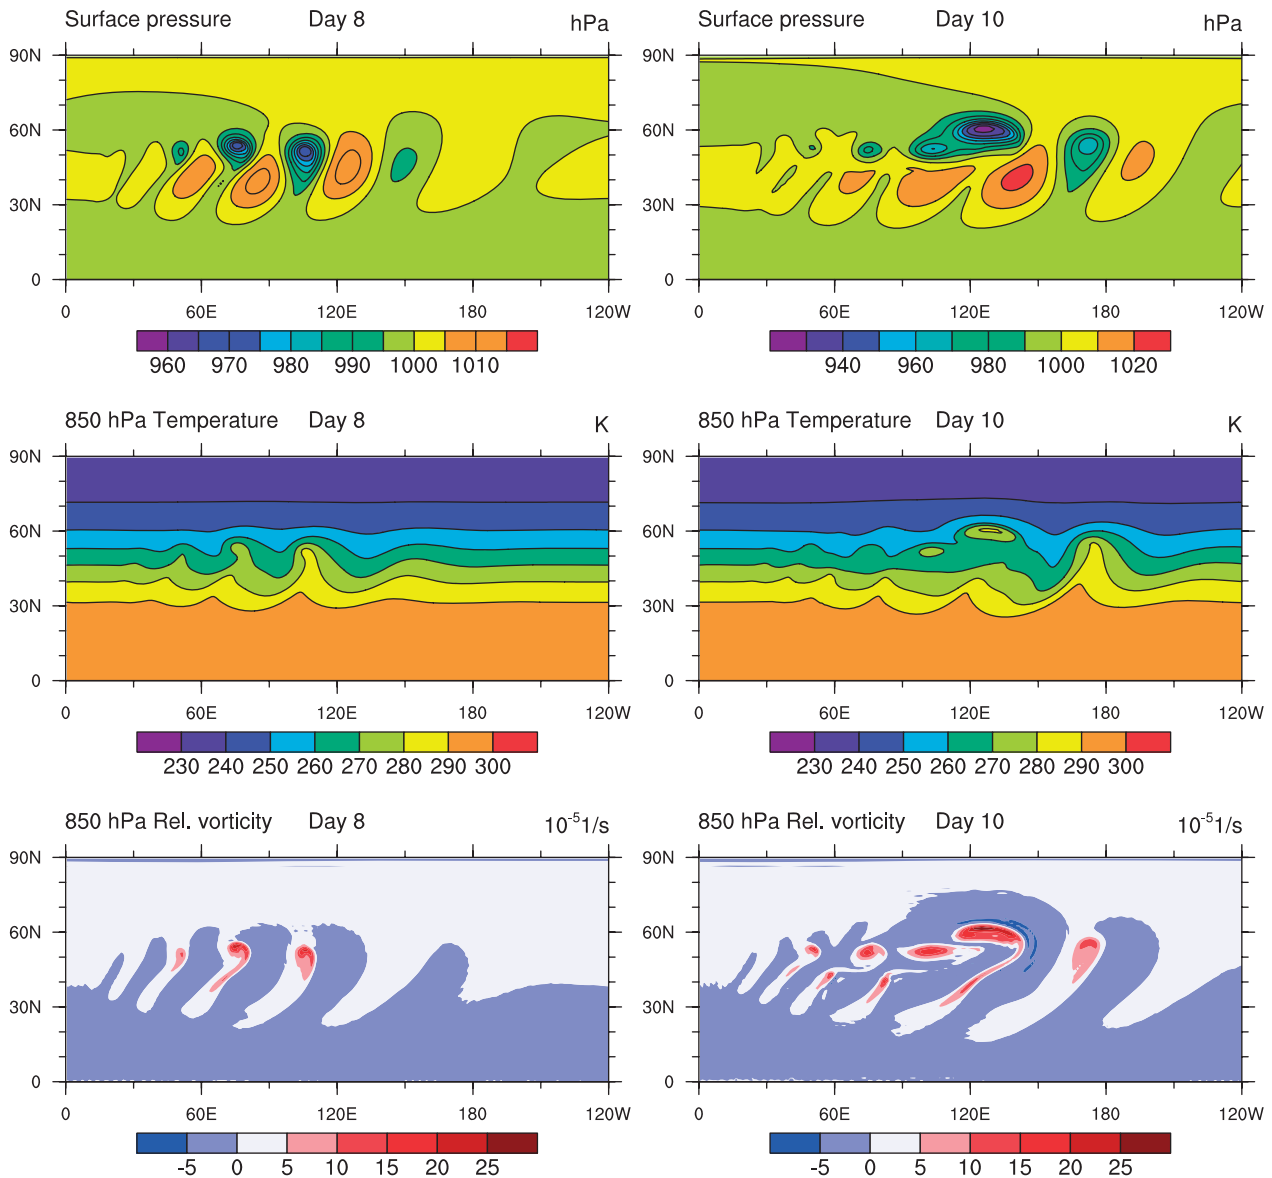 Surface pressure Day 8 hPa
90N
60N
30N
0
0 60E 120E 180 120W
960 970 980 990 1000 1010
Surface pressure Day 10 hPa
90N
60N
30N
0
0 60E 120E 180 120W
940 960 980 1000 1020
850 hPa Temperature Day 8 K
90N
60N
30N
0
0 60E 120E 180 120W
230 240 250 260 270 280 290 300
850 hPa Temperature Day 10 K
90N
60N
30N
0
0 60E 120E 180 120W
230 240 250 260 270 280 290 300
850 hPa Rel. vorticity Day 8 10⁻⁵1/s
90N
60N
30N
0
0 60E 120E 180 120W
-5 0 5 10 15 20 25
850 hPa Rel. vorticity Day 10 10⁻⁵1/s
90N
60N
30N
0
0 60E 120E 180 120W
-5 0 5 10 15 20 25